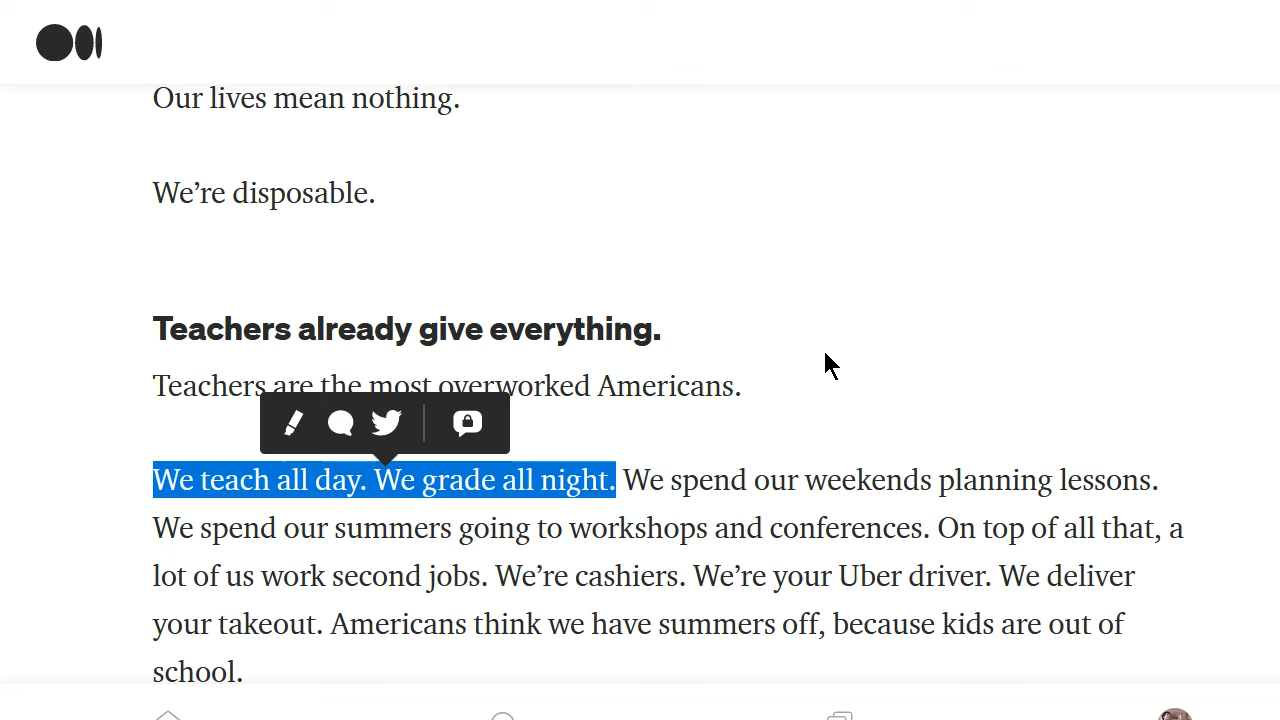 Our lives mean nothing.
We’re disposable.
Teachers already give everything.
Teachers are the most overworked Americans.
We teach all day. We grade all night. We spend our weekends planning lessons.
We spend our summers going to workshops and conferences. On top of all that, a
lot of us work second jobs. We’re cashiers. We’re your Uber driver. We deliver
your takeout. Americans think we have summers off, because kids are out of
school.